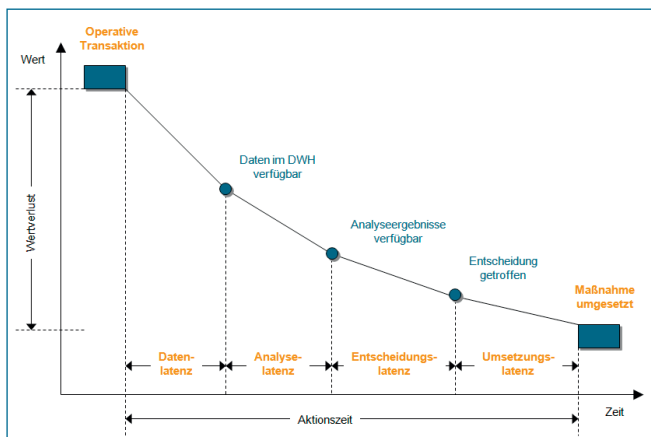 Operative
Transaktion
Wert
Daten im DWH
verfügbar
Wertverlust
Analyseergebnisse
verfügbar
Entscheidung
getroffen
Maßnahme
umgesetzt
Daten-
latenz
Analyse-
latenz
Entscheidungs-
latenz
Umsetzungs-
latenz
Zeit
Aktionszeit